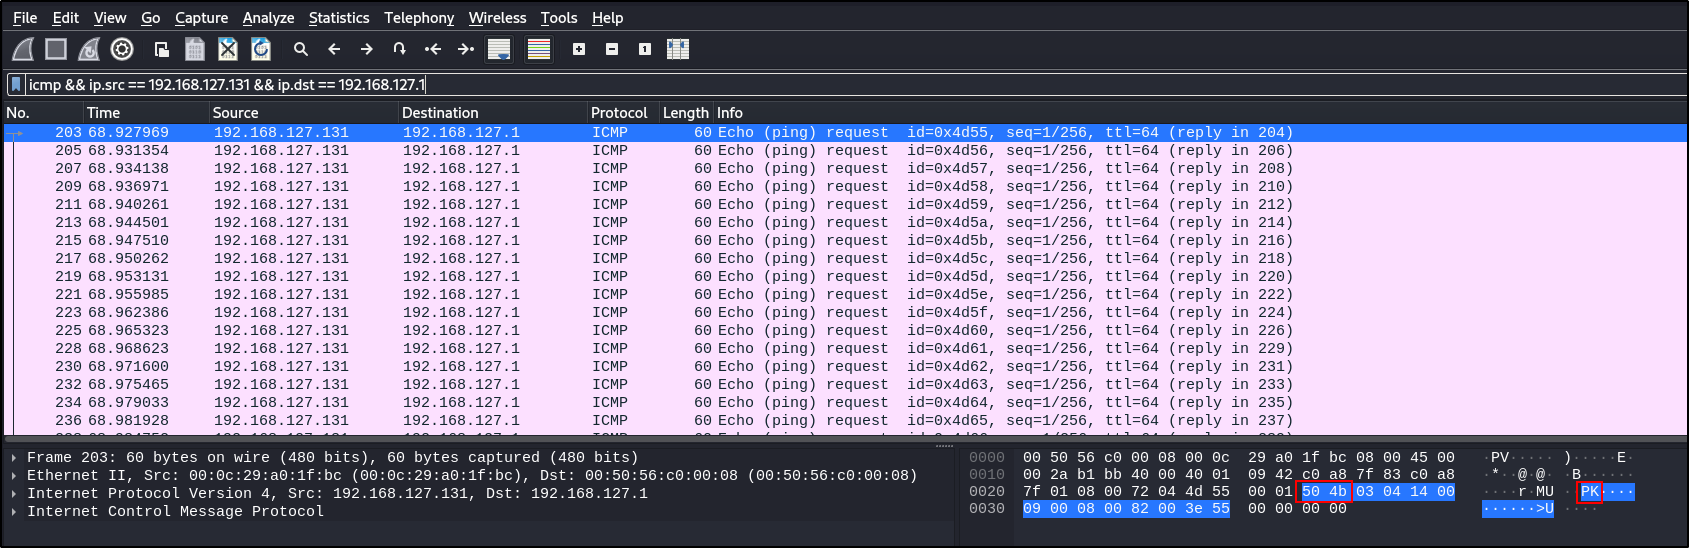 File Edit View Go Capture Analyze Statistics Telephony Wireless Tools Help
icmp && ip.src == 192.168.127.131 && ip.dst == 192.168.127.1
No. Time Source Destination Protocol Length Info
203 68.927969 192.168.127.131 192.168.127.1 ICMP 60 Echo (ping) request id=0x4d55, seq=1/256, ttl=64 (reply in 204)
205 68.931354 192.168.127.131 192.168.127.1 ICMP 60 Echo (ping) request id=0x4d56, seq=1/256, ttl=64 (reply in 206)
207 68.934138 192.168.127.131 192.168.127.1 ICMP 60 Echo (ping) request id=0x4d57, seq=1/256, ttl=64 (reply in 208)
209 68.936971 192.168.127.131 192.168.127.1 ICMP 60 Echo (ping) request id=0x4d58, seq=1/256, ttl=64 (reply in 210)
211 68.940261 192.168.127.131 192.168.127.1 ICMP 60 Echo (ping) request id=0x4d59, seq=1/256, ttl=64 (reply in 212)
213 68.944501 192.168.127.131 192.168.127.1 ICMP 60 Echo (ping) request id=0x4d5a, seq=1/256, ttl=64 (reply in 214)
215 68.947510 192.168.127.131 192.168.127.1 ICMP 60 Echo (ping) request id=0x4d5b, seq=1/256, ttl=64 (reply in 216)
217 68.950262 192.168.127.131 192.168.127.1 ICMP 60 Echo (ping) request id=0x4d5c, seq=1/256, ttl=64 (reply in 218)
219 68.953131 192.168.127.131 192.168.127.1 ICMP 60 Echo (ping) request id=0x4d5d, seq=1/256, ttl=64 (reply in 220)
221 68.955985 192.168.127.131 192.168.127.1 ICMP 60 Echo (ping) request id=0x4d5e, seq=1/256, ttl=64 (reply in 222)
223 68.962386 192.168.127.131 192.168.127.1 ICMP 60 Echo (ping) request id=0x4d5f, seq=1/256, ttl=64 (reply in 224)
225 68.965323 192.168.127.131 192.168.127.1 ICMP 60 Echo (ping) request id=0x4d60, seq=1/256, ttl=64 (reply in 226)
228 68.968623 192.168.127.131 192.168.127.1 ICMP 60 Echo (ping) request id=0x4d61, seq=1/256, ttl=64 (reply in 229)
230 68.971600 192.168.127.131 192.168.127.1 ICMP 60 Echo (ping) request id=0x4d62, seq=1/256, ttl=64 (reply in 231)
232 68.975465 192.168.127.131 192.168.127.1 ICMP 60 Echo (ping) request id=0x4d63, seq=1/256, ttl=64 (reply in 233)
234 68.979033 192.168.127.131 192.168.127.1 ICMP 60 Echo (ping) request id=0x4d64, seq=1/256, ttl=64 (reply in 235)
236 68.981928 192.168.127.131 192.168.127.1 ICMP 60 Echo (ping) request id=0x4d65, seq=1/256, ttl=64 (reply in 237)
Frame 203: 60 bytes on wire (480 bits), 60 bytes captured (480 bits)
Ethernet II, Src: 00:0c:29:a0:1f:bc (00:0c:29:a0:1f:bc), Dst: 00:50:56:c0:00:08 (00:50:56:c0:00:08)
Internet Protocol Version 4, Src: 192.168.127.131, Dst: 192.168.127.1
Internet Control Message Protocol
0000 00 50 56 c0 00 08 00 0c 29 a0 1f bc 08 00 45 00 ·PV····· )·····E·
0010 00 2a b1 bb 40 00 40 01 09 42 c0 a8 7f 83 c0 a8 ·*··@·@· ·B······
0020 7f 01 08 00 72 04 4d 55 00 01 50 4b 03 04 14 00 ····r·MU ··PK····
0030 09 00 08 00 82 00 3e 55 00 00 00 00 ······>U ····